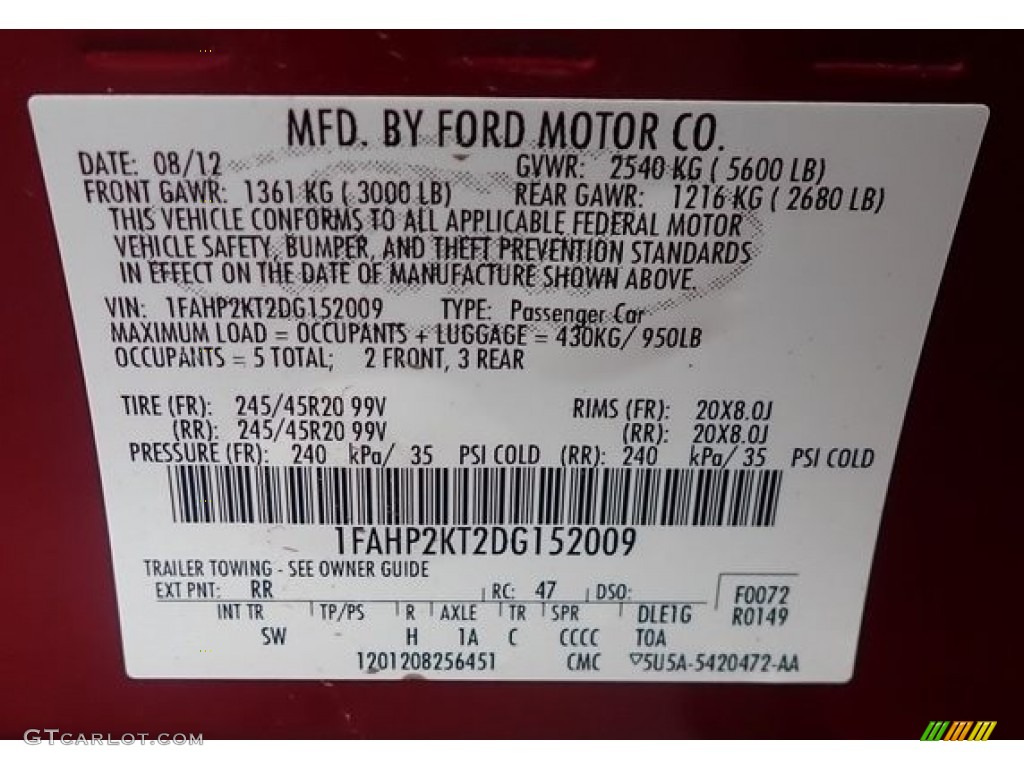 MFD. BY FORD MOTOR CO.
DATE: 08/12 GVWR: 2540 KG ( 5600 LB)
FRONT GAWR: 1361 KG ( 3000 LB) REAR GAWR: 1216 KG ( 2680 LB)
THIS VEHICLE CONFORMS TO ALL APPLICABLE FEDERAL MOTOR
VEHICLE SAFETY, BUMPER, AND THEFT PREVENTION STANDARDS
IN EFFECT ON THE DATE OF MANUFACTURE SHOWN ABOVE.
VIN: 1FAHP2KT2DG152009 TYPE: Passenger Car
MAXIMUM LOAD = OCCUPANTS + LUGGAGE = 430KG/ 950LB
OCCUPANTS = 5 TOTAL; 2 FRONT, 3 REAR
TIRE (FR): 245/45R20 99V RIMS (FR): 20X8.0J
(RR): 245/45R20 99V (RR): 20X8.0J
PRESSURE (FR): 240 kPa/ 35 PSI COLD (RR): 240 kPa/ 35 PSI COLD
1FAHP2KT2DG152009
TRAILER TOWING - SEE OWNER GUIDE
EXT PNT: RR RC: 47 DSO: F0072
INT TR TP/PS R AXLE TR SPR DLE1G R0149
SW H 1A C CCCC TOA
1201208256451 CMC ▽5U5A-5420472-AA
GTCARLOT.COM